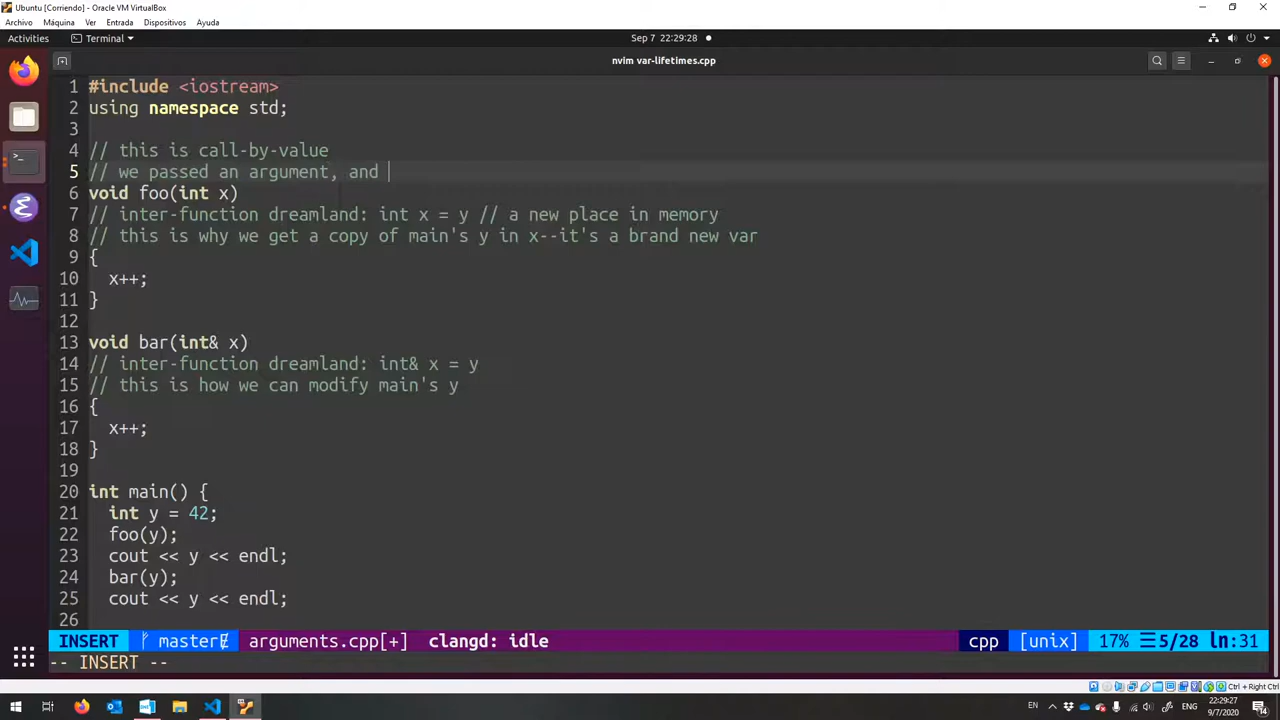 Ubuntu [Corriendo] - Oracle VM VirtualBox
Archivo Máquina Ver Entrada Dispositivos Ayuda
Activities Terminal Sep 7 22:29:28
nvim var-lifetimes.cpp
1 #include <iostream>
2 using namespace std;
3
4 // this is call-by-value
5 // we passed an argument, and
6 void foo(int x)
7 // inter-function dreamland: int x = y // a new place in memory
8 // this is why we get a copy of main's y in x--it's a brand new var
9 {
10 x++;
11 }
12
13 void bar(int& x)
14 // inter-function dreamland: int& x = y
15 // this is how we can modify main's y
16 {
17 x++;
18 }
19
20 int main() {
21 int y = 42;
22 foo(y);
23 cout << y << endl;
24 bar(y);
25 cout << y << endl;
26
INSERT master arguments.cpp[+] clangd: idle cpp [unix] 17% 5/28 ln:31
-- INSERT --
Ctrl + Right Ctrl
EN ENG 22:29:27
9/7/2020 14